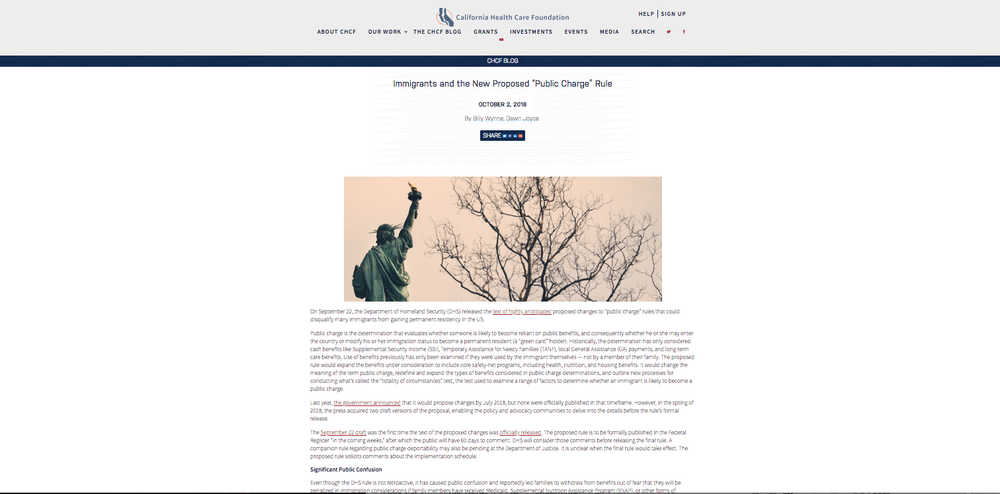 California Health Care Foundation
HELP | SIGN UP
ABOUT CHCF OUR WORK THE CHCF BLOG GRANTS INVESTMENTS EVENTS MEDIA SEARCH
CHCF BLOG
Immigrants and the New Proposed “Public Charge” Rule
OCTOBER 2, 2018
By Billy Wynne, Dawn Joyce
SHARE
On September 22, the Department of Homeland Security (DHS) released the text of highly anticipated proposed changes to “public charge” rules that could
disqualify many immigrants from gaining permanent residency in the US.
Public charge is the determination that evaluates whether someone is likely to become reliant on public benefits, and consequently whether he or she may enter
the country or modify his or her immigration status to become a permanent resident (a “green card” holder). Historically, the determination has only considered
cash benefits like Supplemental Security Income (SSI), Temporary Assistance for Needy Families (TANF), local General Assistance (GA) payments, and long-term
care benefits. Use of benefits previously has only been examined if they were used by the immigrant themselves — not by a member of their family. The proposed
rule would expand the benefits under consideration to include core safety-net programs, including health, nutrition, and housing benefits. It would change the
meaning of the term public charge, redefine and expand the types of benefits considered in public charge determinations, and outline new processes for
conducting what’s called the “totality of circumstances” test, the test used to examine a range of factors to determine whether an immigrant is likely to become a
public charge.
Last year, the government announced that it would propose changes by July 2018, but none were officially published in that timeframe. However, in the spring of
2018, the press acquired two draft versions of the proposal, enabling the policy and advocacy communities to delve into the details before the rule’s formal
release.
The September 22 draft was the first time the text of the proposed changes was officially released. The proposed rule is to be formally published in the Federal
Register “in the coming weeks,” after which the public will have 60 days to comment. DHS will consider those comments before releasing the final rule. A
companion rule regarding public charge deportability may also be pending at the Department of Justice. It is unclear when the final rule would take effect. The
proposed rule solicits comments about the implementation schedule.
Significant Public Confusion
Even though the DHS rule is not retroactive, it has caused public confusion and reportedly led families to withdraw from benefits out of fear that they will be
penalized in immigration considerations if family members have received Medicaid, Supplemental Nutrition Assistance Program (SNAP), or other forms of